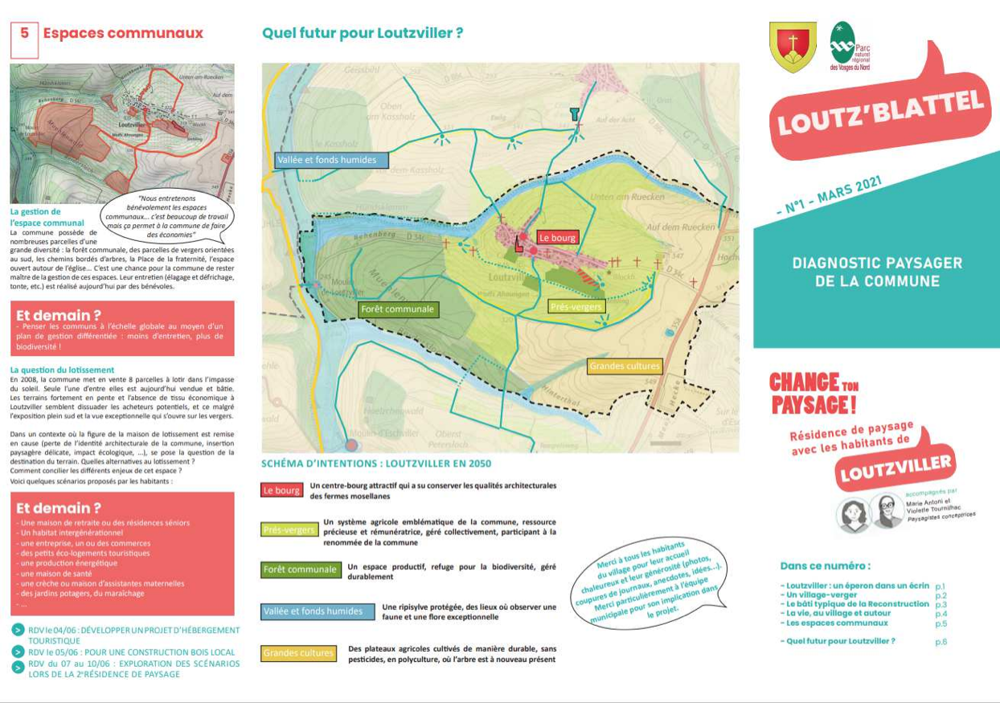 5 Espaces communaux
"Nous entretenons
bénévolement les espaces
communaux... c'est beaucoup de travail
mais ça permet à la commune de faire
des économies"
La gestion de
l'espace communal
La commune possède de
nombreuses parcelles d'une
grande diversité : la forêt communale, des parcelles de vergers orientées
au sud, les chemins bordés d'arbres, la Place de la fraternité, l'espace
ouvert autour de l'église... C'est une chance pour la commune de rester
maître de la gestion de ces espaces. Leur entretien (élagage et défrichage,
tonte, etc.) est réalisé aujourd'hui par des bénévoles.
Et demain ?
- Penser les communs à l'échelle globale au moyen d'un
plan de gestion différentiée : moins d'entretien, plus de
biodiversité !
La question du lotissement
En 2008, la commune met en vente 8 parcelles à lotir dans l'impasse
du soleil. Seule l'une d'entre elles est aujourd'hui vendue et bâtie.
Les terrains fortement en pente et l'absence de tissu économique à
Loutzviller semblent dissuader les acheteurs potentiels, et ce malgré
l'exposition plein sud et la vue exceptionnelle qui s'ouvre sur les vergers.
Dans un contexte où la figure de la maison de lotissement est remise
en cause (perte de l'identité architecturale de la commune, insertion
paysagère délicate, impact écologique, ...), se pose la question de la
destination du terrain. Quelles alternatives au lotissement ?
Comment concilier les différents enjeux de cet espace ?
Voici quelques scénarios proposés par les habitants :
Et demain ?
- Une maison de retraite ou des résidences séniors
- Un habitat intergénérationnel
- une entreprise, un ou des commerces
- des petits éco-logements touristiques
- une production énergétique
- une maison de santé
- une crèche ou maison d'assistantes maternelles
- des jardins potagers, du maraîchage
- ...
> RDV le 04/06 : DÉVELOPPER UN PROJET D'HÉBERGEMENT
TOURISTIQUE
> RDV le 05/06 : POUR UNE CONSTRUCTION BOIS LOCAL
> RDV du 07 au 10/06 : EXPLORATION DES SCÉNARIOS
LORS DE LA 2e RÉSIDENCE DE PAYSAGE
Quel futur pour Loutzviller ?
Geissbühl
Oben
am Kassholz
le Kassholz
Auf der Acht
Vallée et fonds humides
Unten am Ruecken
Auf dem Ruecken
Behenberg
D 34c
Le bourg
Loutzviller
Moulin
de Loutzviller
Forêt communale
Prés-vergers
Grandes cultures
Hinterthal
Moulin d'Eschviller
SCHÉMA D'INTENTIONS : LOUTZVILLER EN 2050
Le bourg
Un centre-bourg attractif qui a su conserver les qualités architecturales
des fermes mosellanes
Prés-vergers
Un système agricole emblématique de la commune, ressource
précieuse et rémunératrice, géré collectivement, participant à la
renommée de la commune
Forêt communale
Un espace productif, refuge pour la biodiversité, géré
durablement
Vallée et fonds humides
Une ripisylve protégée, des lieux où observer une
faune et une flore exceptionnelle
Grandes cultures
Des plateaux agricoles cultivés de manière durable, sans
pesticides, en polyculture, où l'arbre est à nouveau présent
Merci à tous les habitants
du village pour leur accueil
chaleureux et leur générosité (photos,
coupures de journaux, anecdotes, idées...).
Merci particulièrement à l'équipe
municipale pour son implication dans
le projet.
Parc
naturel
régional
des Vosges du Nord
LOUTZ'BLATTEL
- N°1 - MARS 2021
DIAGNOSTIC PAYSAGER
DE LA COMMUNE
CHANGE TON
PAYSAGE !
Résidence de paysage
avec les habitants de
LOUTZVILLER
accompagnés par
Marie Antoni et
Violette Tournilhac
Paysagistes conceptrices
Dans ce numéro :
- Loutzviller : un éperon dans un écrin p.1
- Un village-verger p.2
- Le bâti typique de la Reconstruction p.3
- La vie, au village et autour p.4
- Les espaces communaux p.5
- Quel futur pour Loutzviller ? p.6